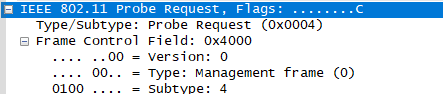 IEEE 802.11 Probe Request, Flags: ........C
Type/Subtype: Probe Request (0x0004)
Frame Control Field: 0x4000
.... ..00 = Version: 0
.... 00.. = Type: Management frame (0)
0100 .... = Subtype: 4